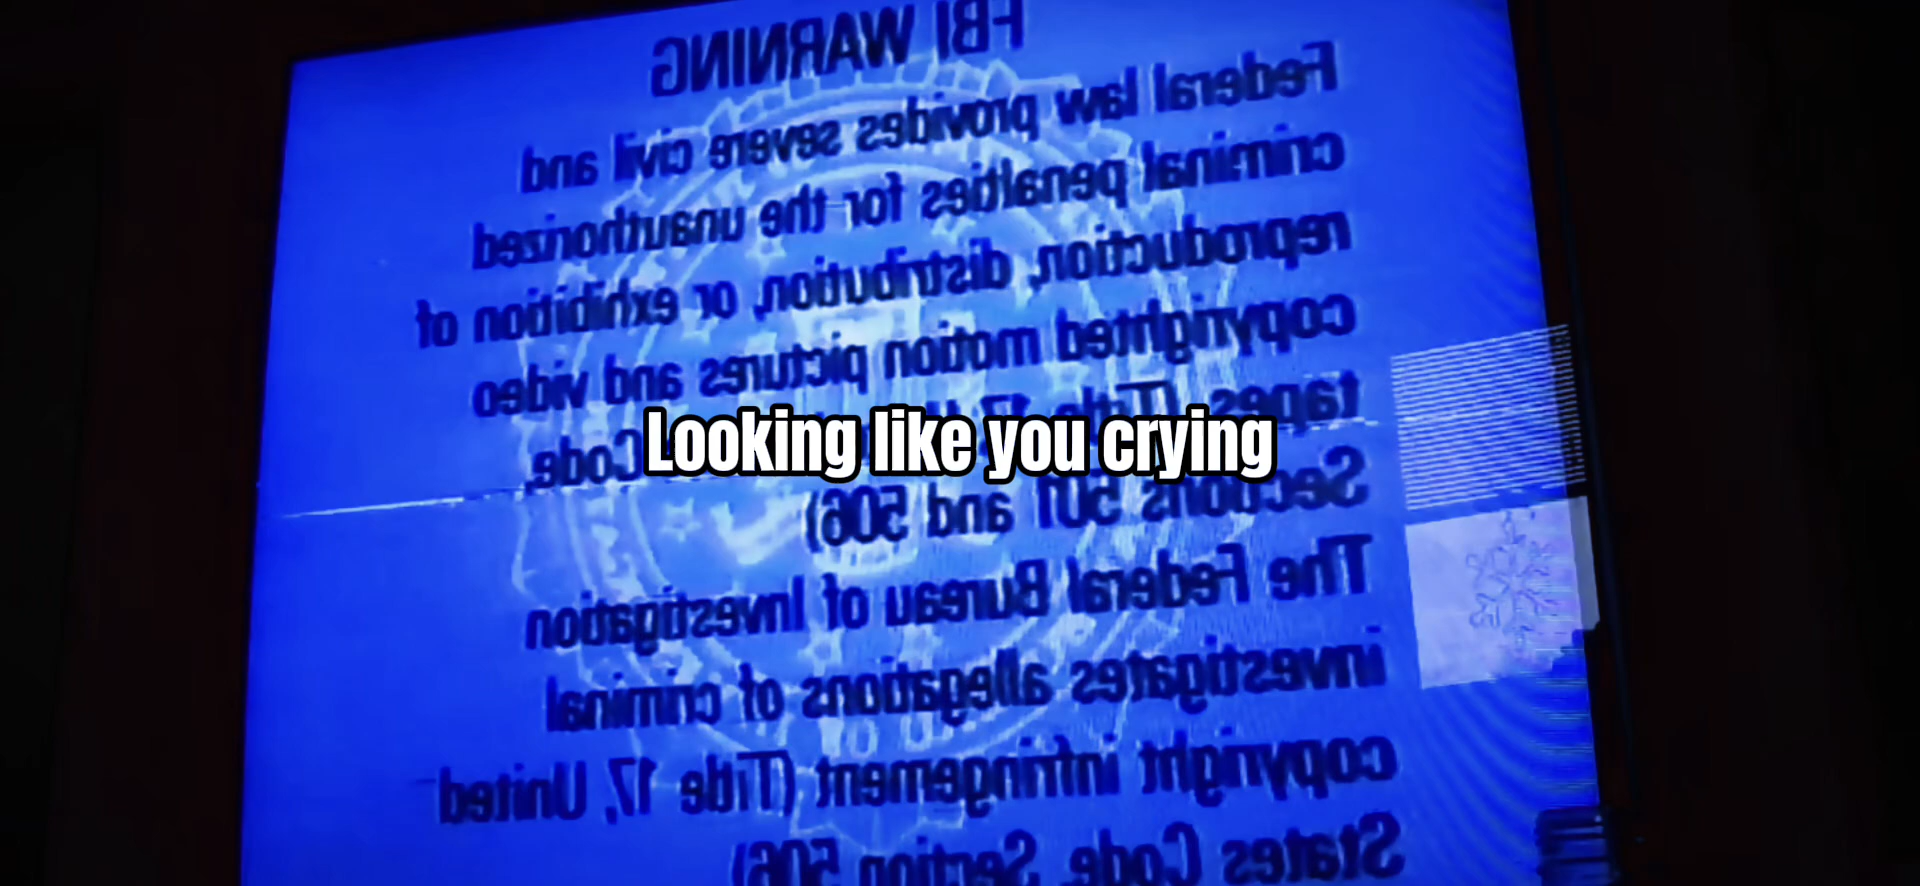 FBI WARNING
Federal law provides severe civil and
criminal penalties for the unauthorized
reproduction, distribution, or exhibition of
copyrighted motion pictures and video
tapes (Title 17, Code,
Looking like you crying
Sections 501 and 506)
The Federal Bureau of Investigation
investigates allegations of criminal
copyright infringement (Title 17, United
States Code, Section 506)